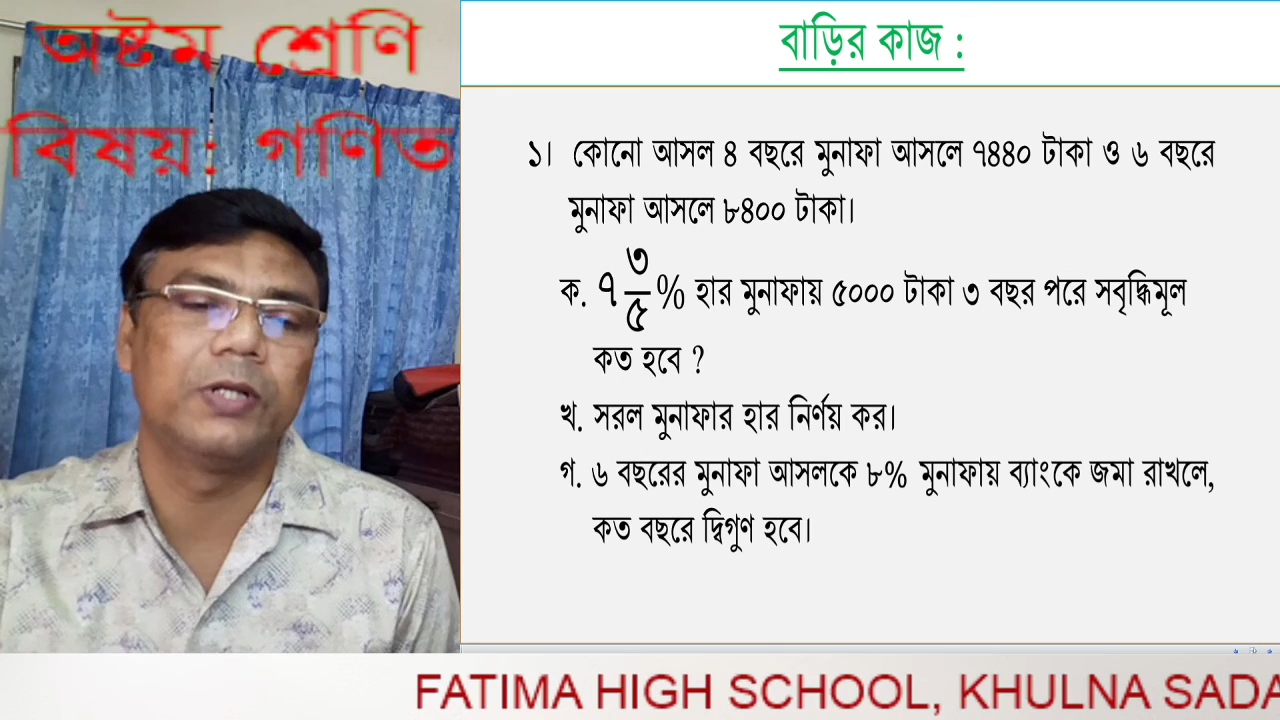 অষ্টম শ্রেণি
বিষয়: গণিত
বাড়ির কাজ :
১। কোনো আসল ৪ বছরে মুনাফা আসলে ৭৪৪০ টাকা ও ৬ বছরে
মুনাফা আসলে ৮৪০০ টাকা।
ক. ৭ ৩/৫ % হার মুনাফায় ৫০০০ টাকা ৩ বছর পরে সবৃদ্ধিমূল
কত হবে ?
খ. সরল মুনাফার হার নির্ণয় কর।
গ. ৬ বছরের মুনাফা আসলকে ৮% মুনাফায় ব্যাংকে জমা রাখলে,
কত বছরে দ্বিগুণ হবে।
FATIMA HIGH SCHOOL, KHULNA SADA